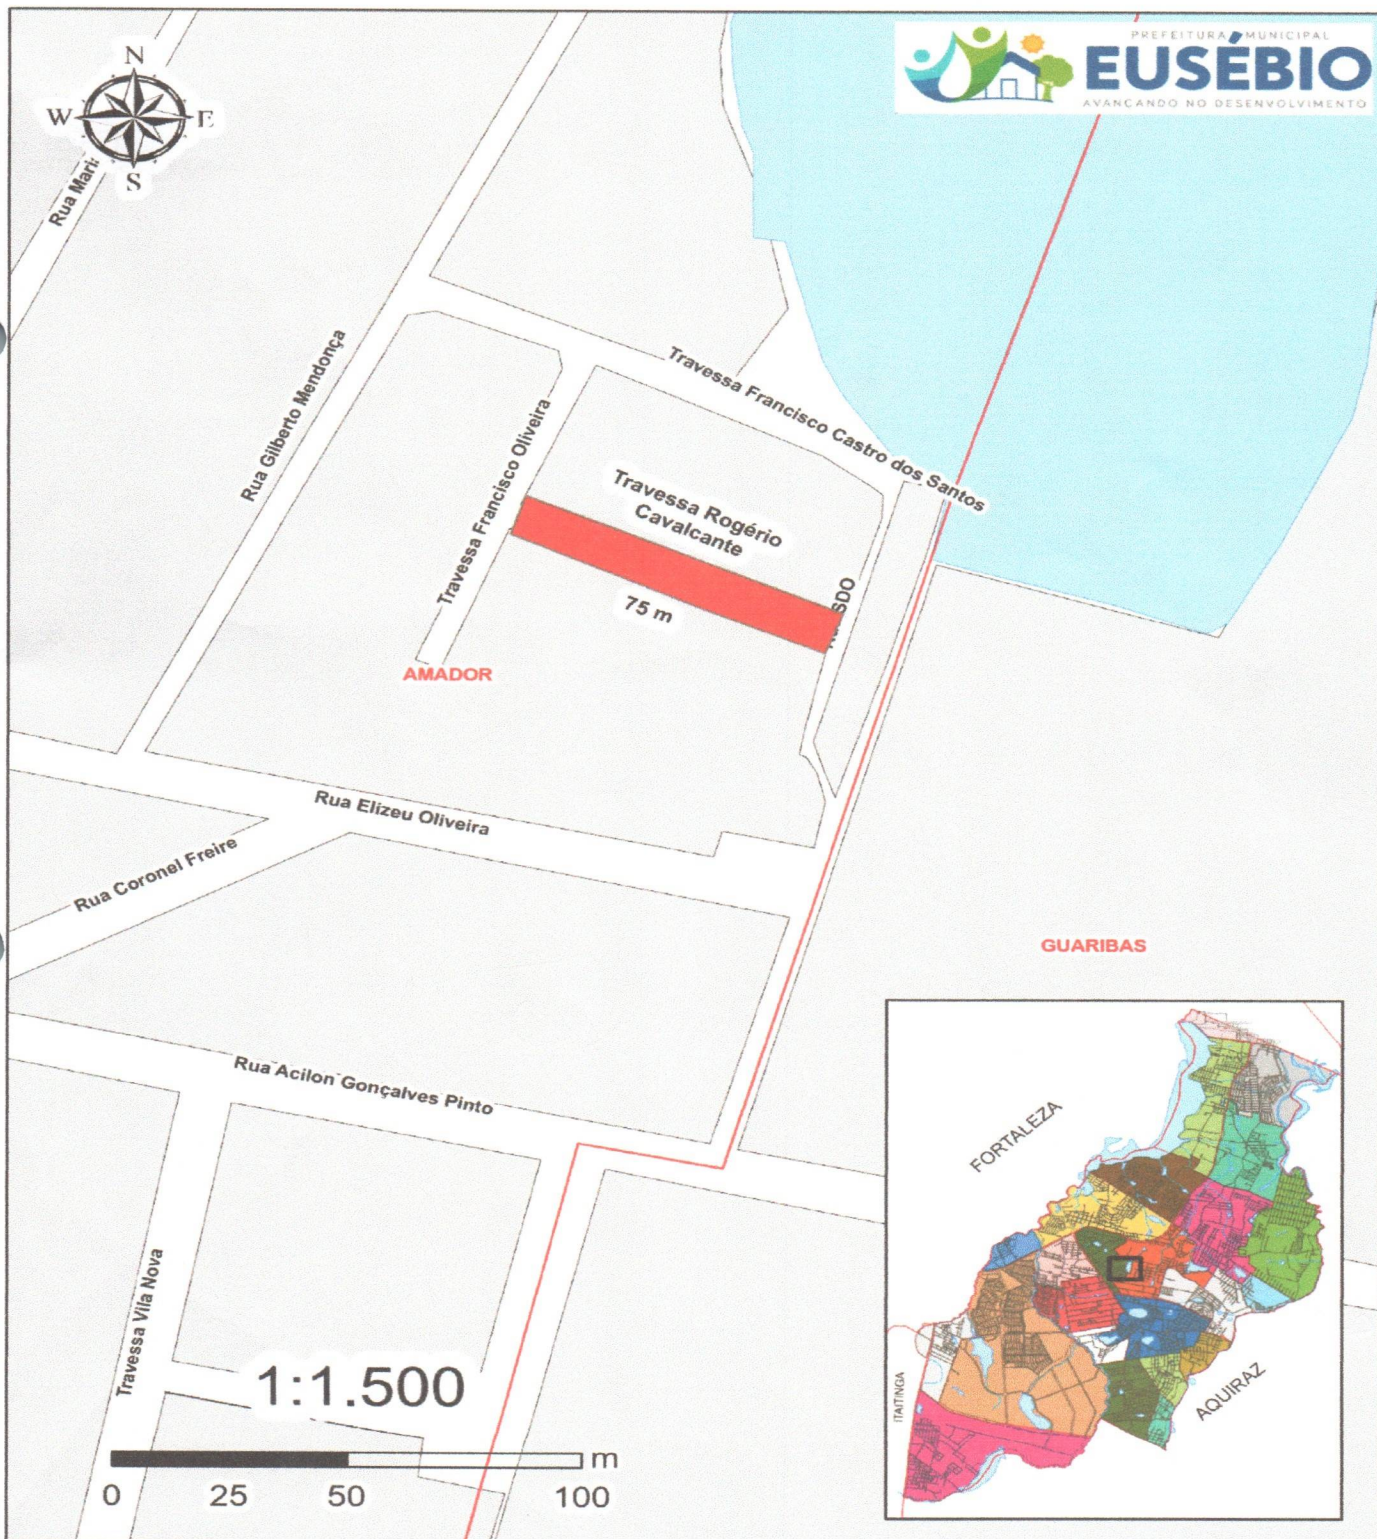 PREFEITURA MUNICIPAL
EUSÉBIO
AVANÇANDO NO DESENVOLVIMENTO
N
W
E
S
Rua Mari
Rua Gilberto Mendonça
Travessa Francisco Castro dos Santos
Travessa Francisco Oliveira
Travessa Rogério
Cavalcante
75 m
SDO
AMADOR
Rua Elizeu Oliveira
Rua Coronel Freire
GUARIBAS
Rua Acilon Gonçalves Pinto
Travessa Vila Nova
FORTALEZA
ITAITINGA
AQUIRAZ
1:1.500
m
0 25 50 100